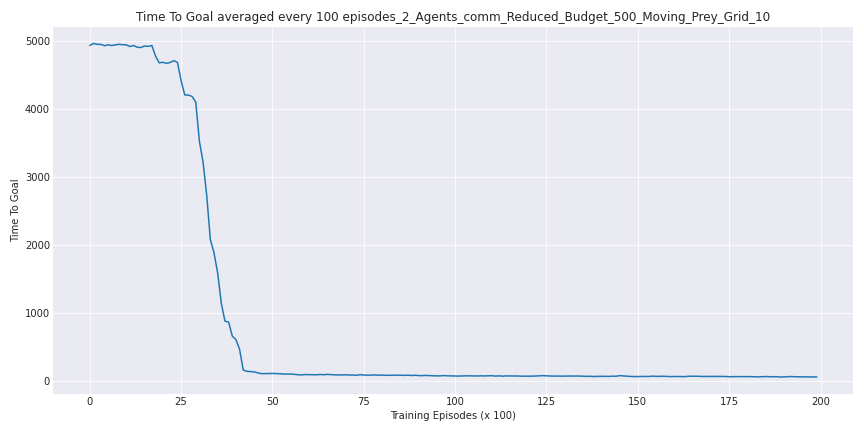 Time To Goal averaged every 100 episodes_2_Agents_comm_Reduced_Budget_500_Moving_Prey_Grid_10
5000
4000
3000
2000
1000
0
Time To Goal
0 25 50 75 100 125 150 175 200
Training Episodes (x 100)